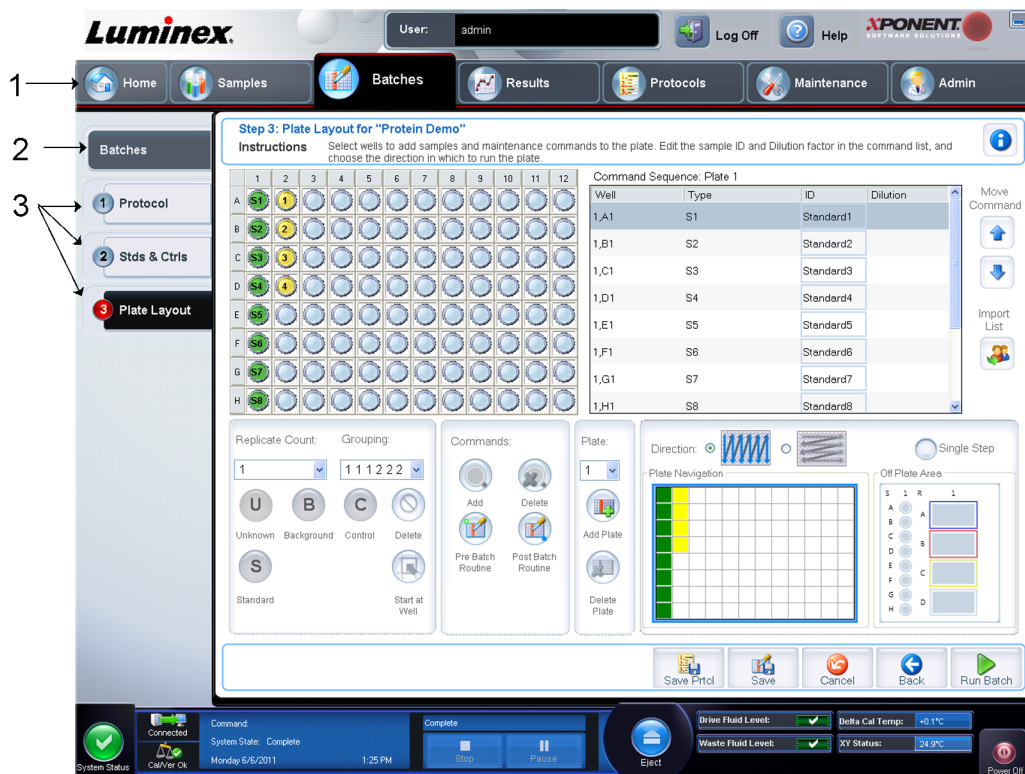 Luminex.
User: admin
Log Off
Help
XPONENT
SOFTWARE SOLUTIONS
1
Home
Samples
Batches
Results
Protocols
Maintenance
Admin
2
Batches
3
1 Protocol
2 Stds & Ctrls
3 Plate Layout
Step 3: Plate Layout for "Protein Demo"
Instructions Select wells to add samples and maintenance commands to the plate. Edit the sample ID and Dilution factor in the command list, and
choose the direction in which to run the plate.
1 2 3 4 5 6 7 8 9 10 11 12
A S1 1
B S2 2
C S3 3
D S4 4
E S5
F S6
G S7
H S8
Command Sequence: Plate 1
Well Type ID Dilution
1,A1 S1 Standard1
1,B1 S2 Standard2
1,C1 S3 Standard3
1,D1 S4 Standard4
1,E1 S5 Standard5
1,F1 S6 Standard6
1,G1 S7 Standard7
1,H1 S8 Standard8
Move
Command
Import
List
Replicate Count: Grouping:
1 1 1 1 2 2 2
U B C
Unknown Background Control Delete
S
Standard Start at
Well
Commands:
Add Delete
Pre Batch
Routine
Post Batch
Routine
Plate:
1
Add Plate
Delete
Plate
Direction:
Single Step
Plate Navigation
Off Plate Area
S 1 R 1
A
B
C
D
E
F
G
H
A
B
C
D
Save Prtcl
Save
Cancel
Back
Run Batch
System Status
Connected
Cal/Ver Ok
Command:
System State: Complete
Monday 6/6/2011 1:25 PM
Complete
Stop
Pause
Eject
Drive Fluid Level:
Waste Fluid Level:
Delta Cal Temp: +0.1°C
XY Status: 24.9°C
Power Off